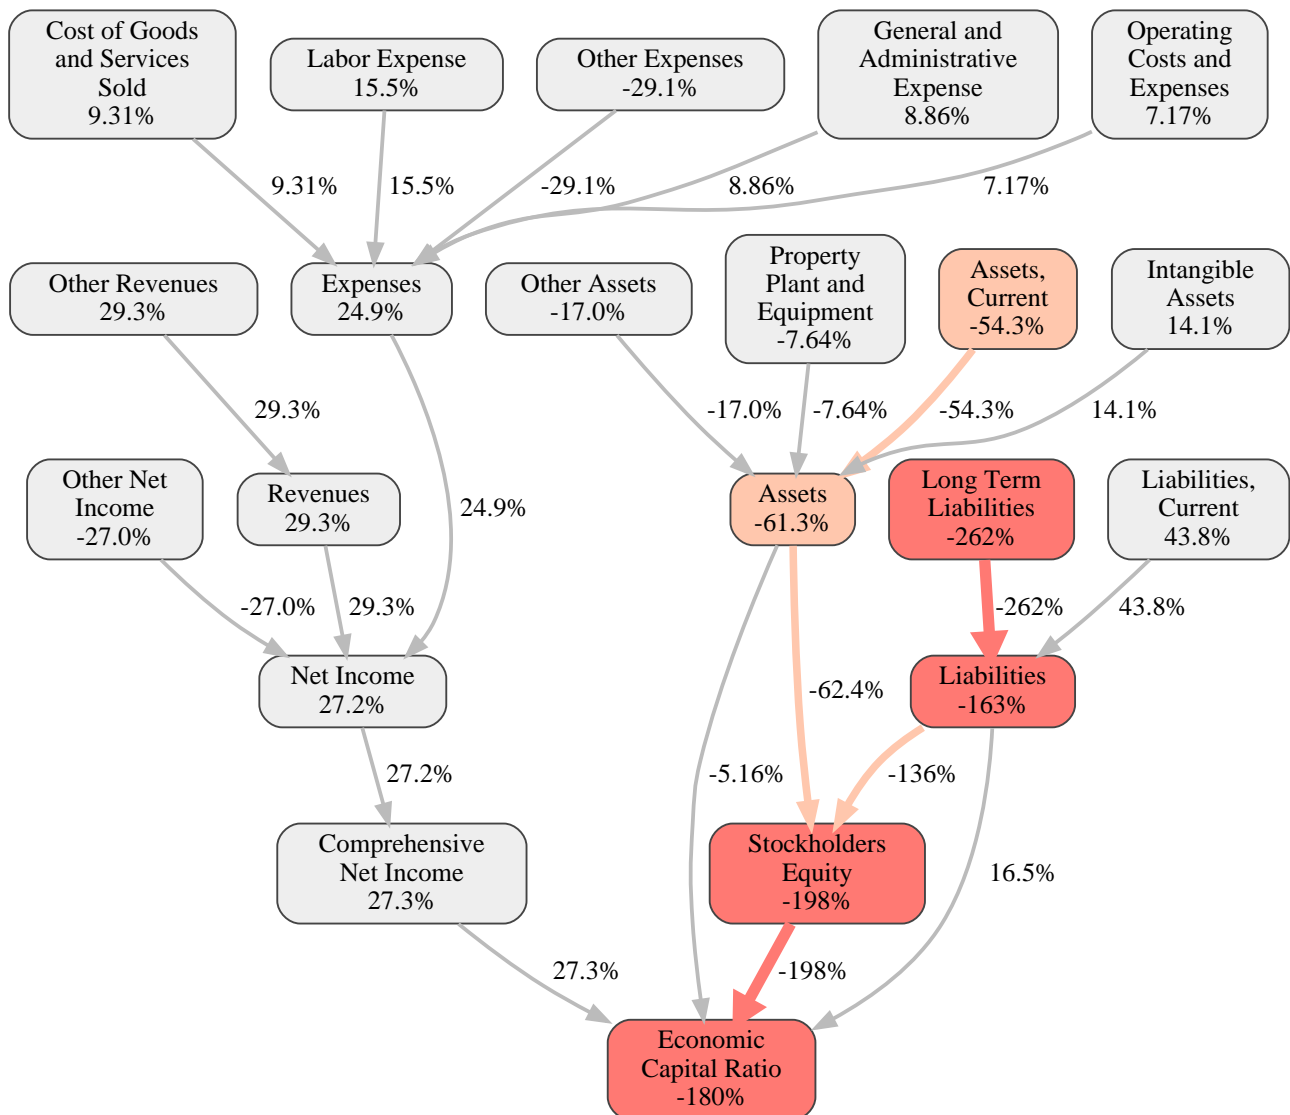 Cost of Goods
and Services
Sold
9.31%
Labor Expense
15.5%
Other Expenses
-29.1%
General and
Administrative
Expense
8.86%
Operating
Costs and
Expenses
7.17%
9.31%
15.5%
-29.1%
8.86%
7.17%
Other Revenues
29.3%
Expenses
24.9%
Other Assets
-17.0%
Property
Plant and
Equipment
-7.64%
Assets,
Current
-54.3%
Intangible
Assets
14.1%
29.3%
-17.0%
-7.64%
-54.3%
14.1%
Other Net
Income
-27.0%
Revenues
29.3%
24.9%
Assets
-61.3%
Long Term
Liabilities
-262%
Liabilities,
Current
43.8%
-27.0%
29.3%
-262%
43.8%
Net Income
27.2%
-62.4%
Liabilities
-163%
27.2%
-5.16%
-136%
Comprehensive
Net Income
27.3%
Stockholders
Equity
-198%
16.5%
27.3%
-198%
Economic
Capital Ratio
-180%